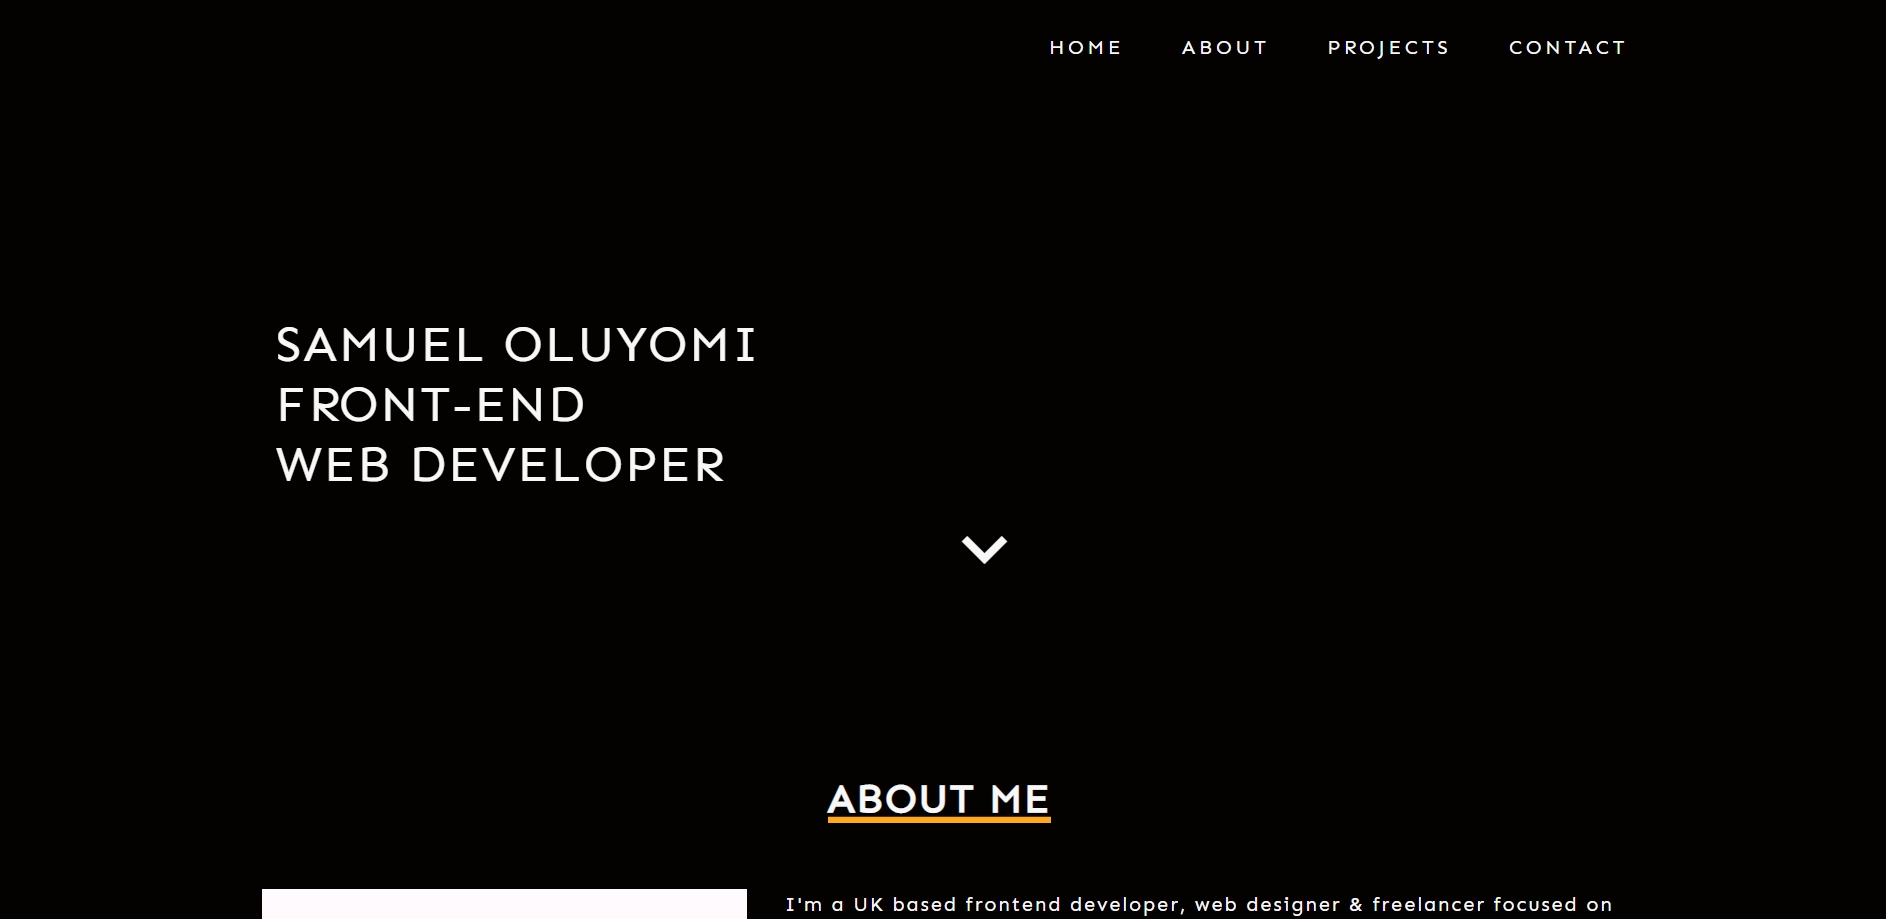 HOME ABOUT PROJECTS CONTACT
SAMUEL OLUYOMI
FRONT-END
WEB DEVELOPER
ABOUT ME
I'm a UK based frontend developer, web designer & freelancer focused on